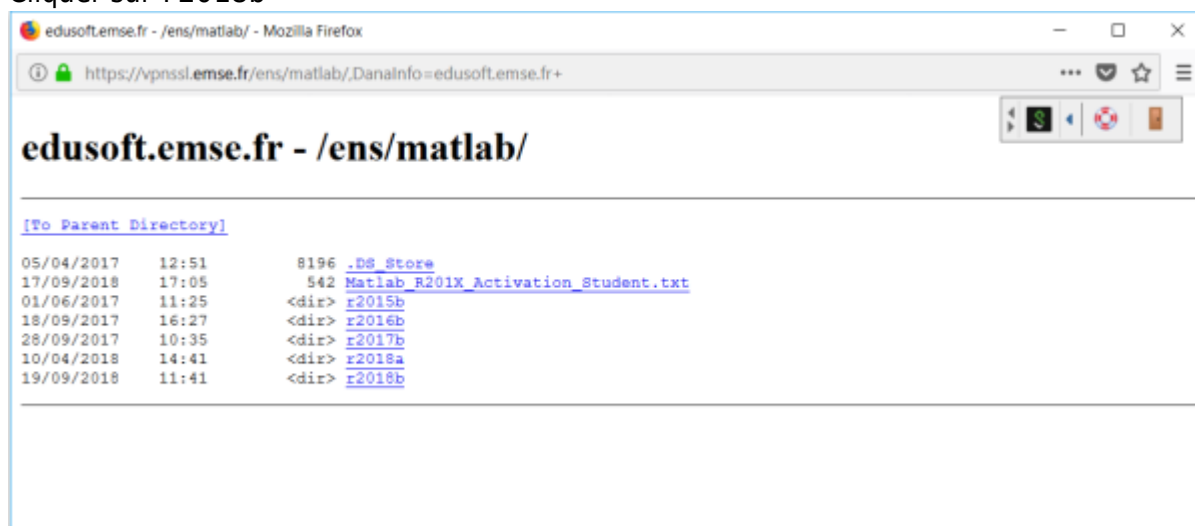 Cliquer sur r2018b
edusoft.emse.fr - /ens/matlab/ - Mozilla Firefox
https://vpnssl.emse.fr/ens/matlab/,DanaInfo=edusoft.emse.fr+
edusoft.emse.fr - /ens/matlab/
[To Parent Directory]
05/04/2017 12:51 8196 .DS_Store
17/09/2018 17:05 542 Matlab_R201X_Activation_Student.txt
01/06/2017 11:25 <dir> r2015b
18/09/2017 16:27 <dir> r2016b
28/09/2017 10:35 <dir> r2017b
10/04/2018 14:41 <dir> r2018a
19/09/2018 11:41 <dir> r2018b